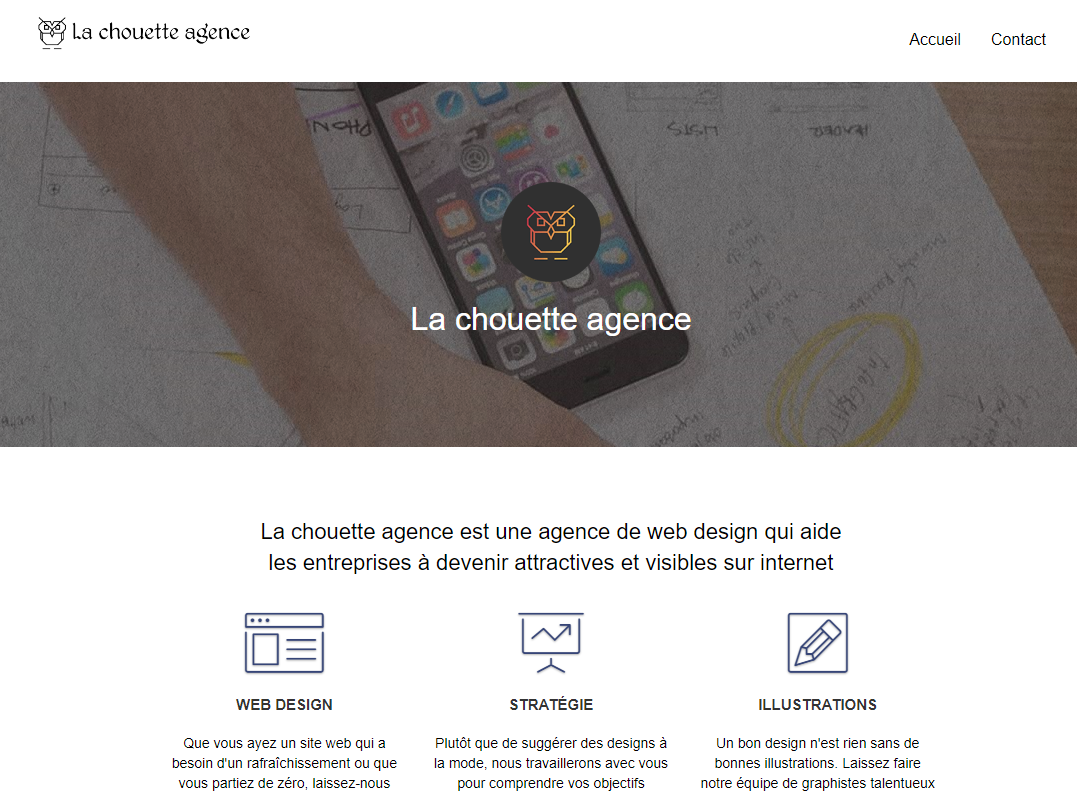 La chouette agence
Accueil Contact
PHON
LISTS
HEADER
La chouette agence
La chouette agence est une agence de web design qui aide
les entreprises à devenir attractives et visibles sur internet
WEB DESIGN
STRATÉGIE
ILLUSTRATIONS
Que vous ayez un site web qui a
besoin d'un rafraîchissement ou que
vous partiez de zéro, laissez-nous
Plutôt que de suggérer des designs à
la mode, nous travaillerons avec vous
pour comprendre vos objectifs
Un bon design n'est rien sans de
bonnes illustrations. Laissez faire
notre équipe de graphistes talentueux